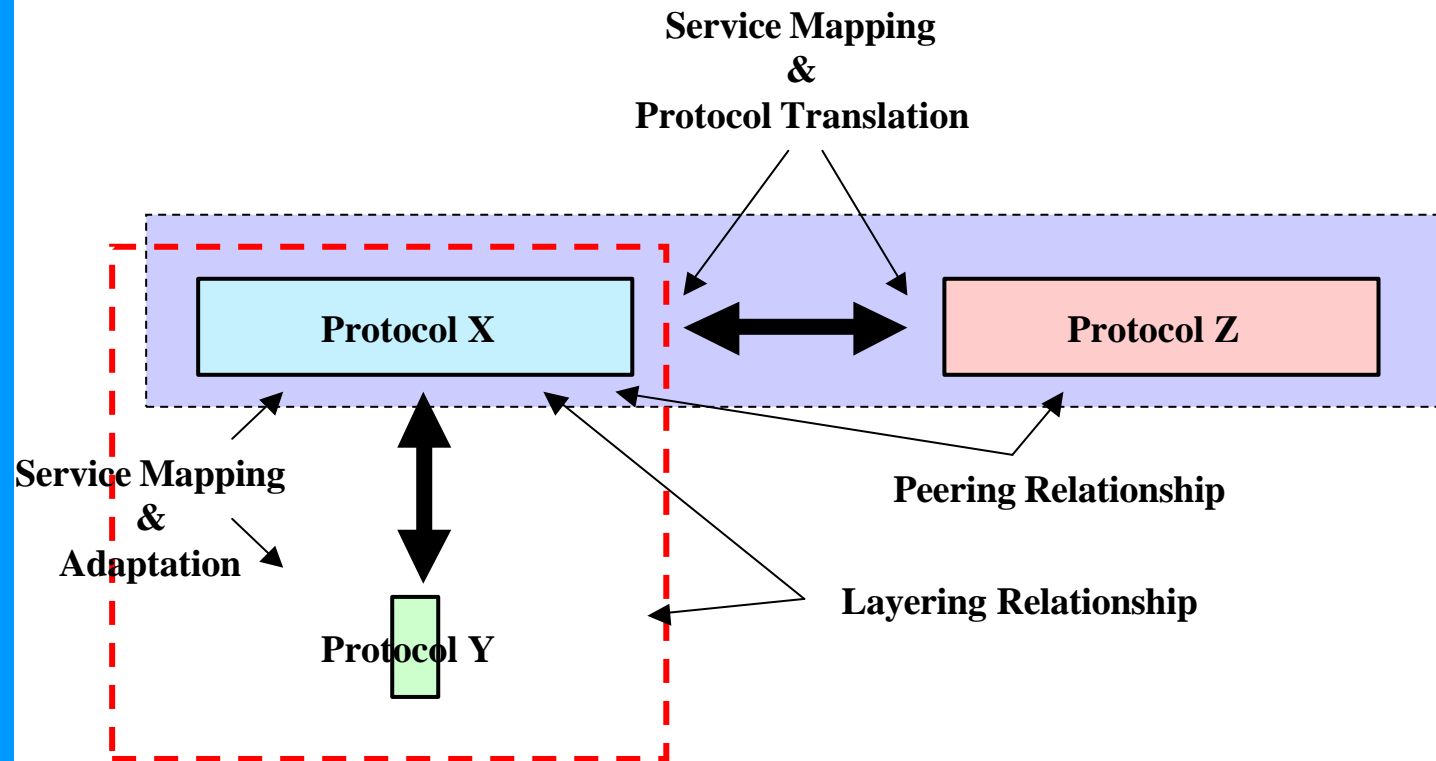 Service Mapping
&
Protocol Translation
Protocol X
Protocol Z
Service Mapping
&
Adaptation
Peering Relationship
Layering Relationship
Protocol Y